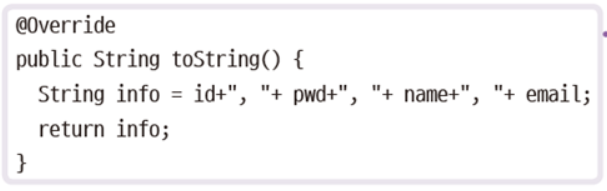 @Override
public String toString() {
String info = id+", "+ pwd+", "+ name+", "+ email;
return info;
}